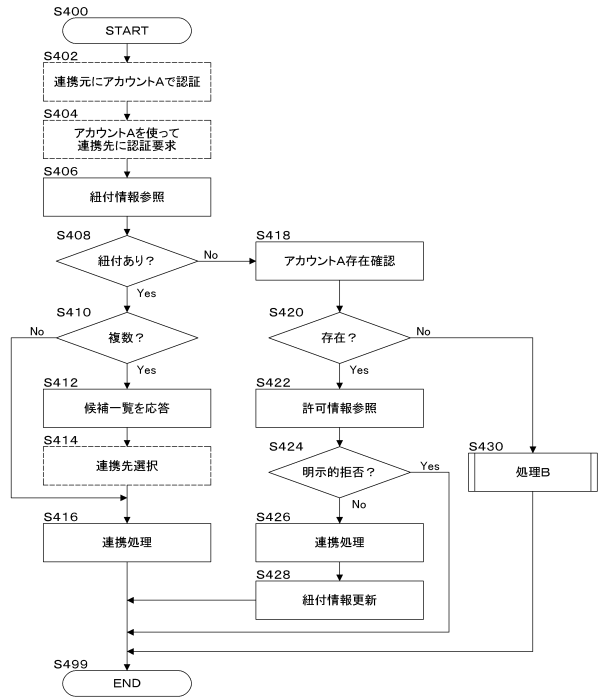 S400
START
S402
連携元にアカウントAで認証
S404
アカウントAを使って
連携先に認証要求
S406
紐付情報参照
S408
紐付あり？
No
Yes
S410
複数？
No
Yes
S412
候補一覧を応答
S414
連携先選択
S416
連携処理
S418
アカウントA存在確認
S420
存在？
No
Yes
S422
許可情報参照
S424
明示的拒否？
Yes
No
S426
連携処理
S428
紐付情報更新
S430
処理B
S499
END